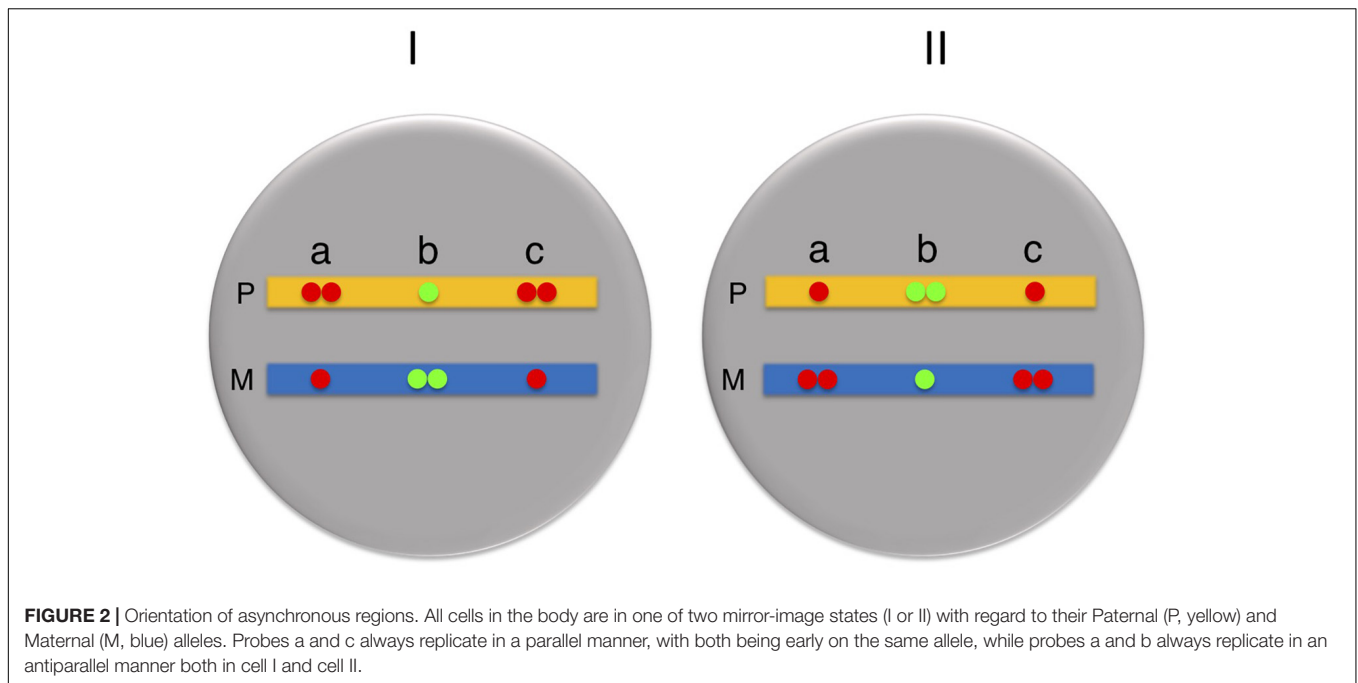 I II
a b c a b c
P P
M M
FIGURE 2 | Orientation of asynchronous regions. All cells in the body are in one of two mirror-image states (I or II) with regard to their Paternal (P, yellow) and
Maternal (M, blue) alleles. Probes a and c always replicate in a parallel manner, with both being early on the same allele, while probes a and b always replicate in an
antiparallel manner both in cell I and cell II.